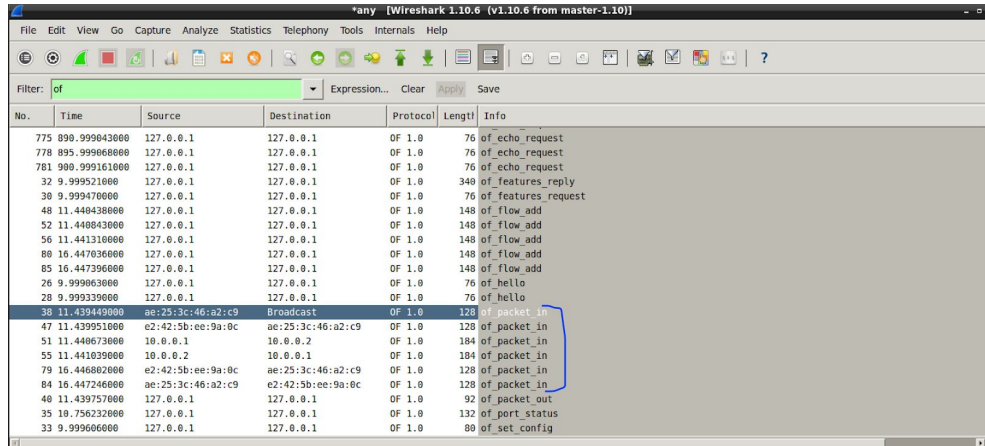 *any [Wireshark 1.10.6 (v1.10.6 from master-1.10)]
File Edit View Go Capture Analyze Statistics Telephony Tools Internals Help
Filter: of Expression... Clear Apply Save
No. Time Source Destination Protocol Length Info
775 890.999043000 127.0.0.1 127.0.0.1 OF 1.0 76 of_echo_request
778 895.999068000 127.0.0.1 127.0.0.1 OF 1.0 76 of_echo_request
781 900.999161000 127.0.0.1 127.0.0.1 OF 1.0 76 of_echo_request
32 9.999521000 127.0.0.1 127.0.0.1 OF 1.0 340 of_features_reply
30 9.999470000 127.0.0.1 127.0.0.1 OF 1.0 76 of_features_request
48 11.440438000 127.0.0.1 127.0.0.1 OF 1.0 148 of_flow_add
52 11.440843000 127.0.0.1 127.0.0.1 OF 1.0 148 of_flow_add
56 11.441310000 127.0.0.1 127.0.0.1 OF 1.0 148 of_flow_add
80 16.447036000 127.0.0.1 127.0.0.1 OF 1.0 148 of_flow_add
85 16.447396000 127.0.0.1 127.0.0.1 OF 1.0 148 of_flow_add
26 9.999063000 127.0.0.1 127.0.0.1 OF 1.0 76 of_hello
28 9.999339000 127.0.0.1 127.0.0.1 OF 1.0 76 of_hello
38 11.439449000 ae:25:3c:46:a2:c9 Broadcast OF 1.0 128 of_packet_in
47 11.439951000 e2:42:5b:ee:9a:0c ae:25:3c:46:a2:c9 OF 1.0 128 of_packet_in
51 11.440673000 10.0.0.1 10.0.0.2 OF 1.0 184 of_packet_in
55 11.441039000 10.0.0.2 10.0.0.1 OF 1.0 184 of_packet_in
79 16.446802000 e2:42:5b:ee:9a:0c ae:25:3c:46:a2:c9 OF 1.0 128 of_packet_in
84 16.447246000 ae:25:3c:46:a2:c9 e2:42:5b:ee:9a:0c OF 1.0 128 of_packet_in
40 11.439757000 127.0.0.1 127.0.0.1 OF 1.0 92 of_packet_out
35 10.756232000 127.0.0.1 127.0.0.1 OF 1.0 132 of_port_status
33 9.999606000 127.0.0.1 127.0.0.1 OF 1.0 80 of_set_config